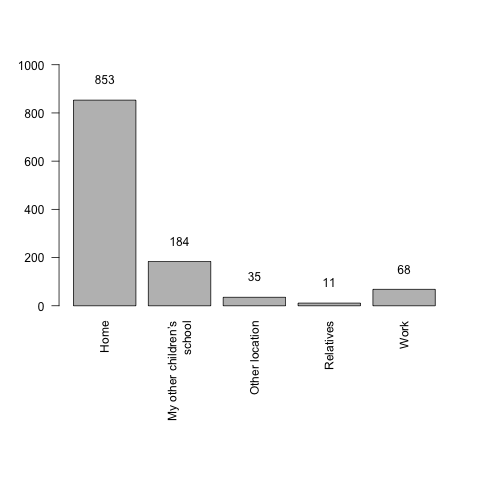 1000
800
600
400
200
0
853
184
35
11
68
Home
My other children's
school
Other location
Relatives
Work